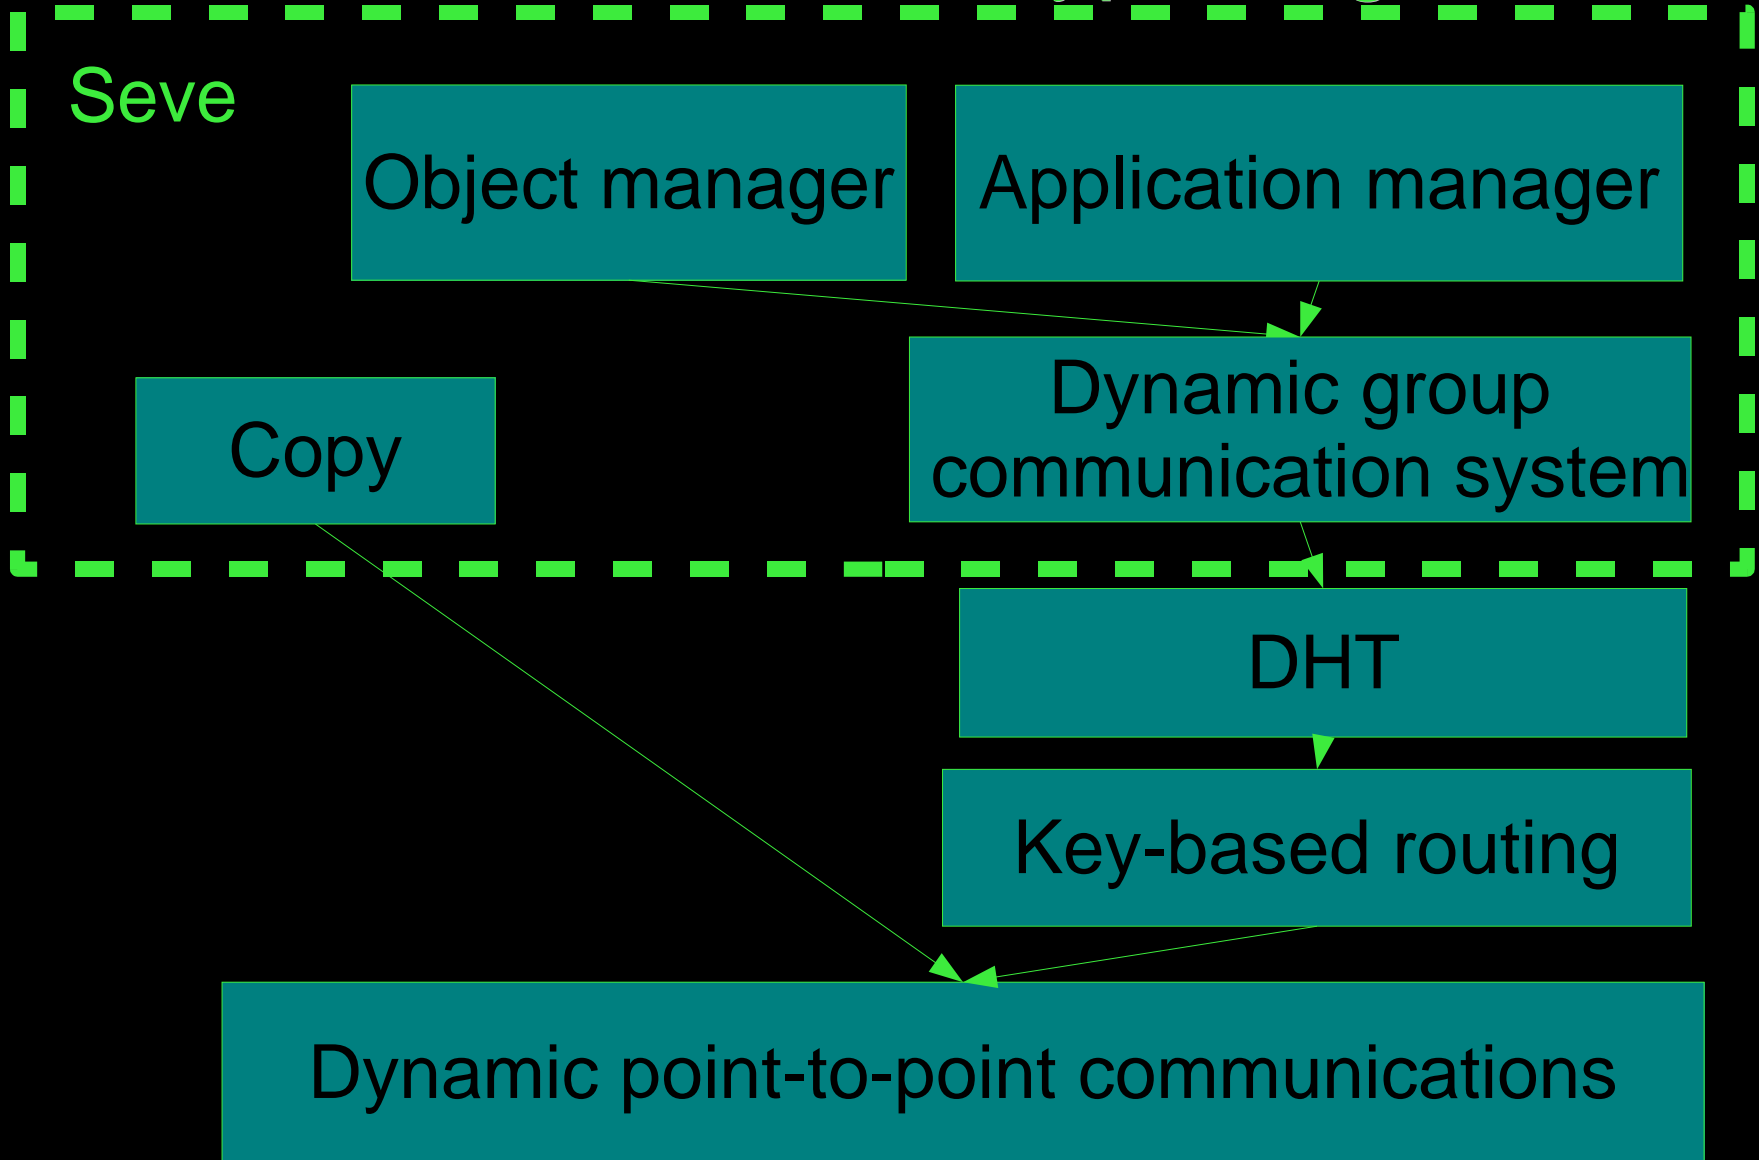 Seve
Object manager
Application manager
Dynamic group
communication system
Copy
DHT
Key-based routing
Dynamic point-to-point communications